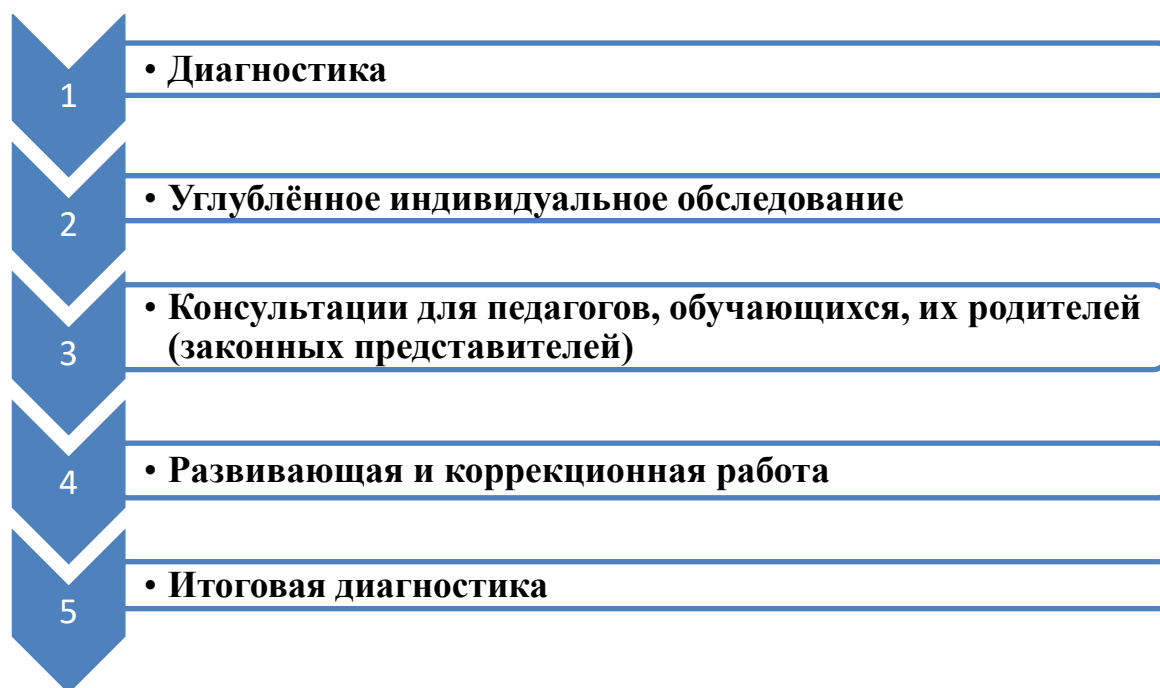 1
• Диагностика
2
• Углублённое индивидуальное обследование
3
• Консультации для педагогов, обучающихся, их родителей
(законных представителей)
4
• Развивающая и коррекционная работа
5
• Итоговая диагностика